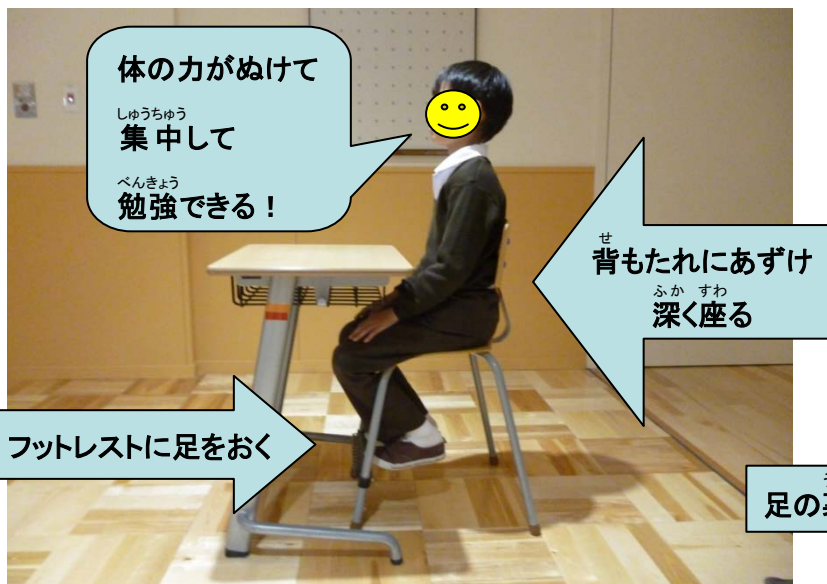 体の力がぬけて
しゅうちゅう
集中して
べんきょう
勉強できる!
せ
背もたれにあずけ
ふか すわ
深く座る
フットレストに足をおく
足の